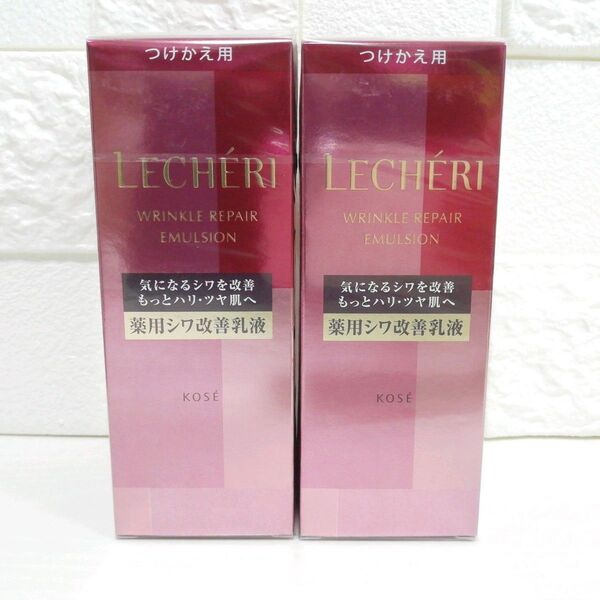 つけかえ用
LECHÉRI
WRINKLE REPAIR
EMULSION
気になるシワを改善
もっとハリ・ツヤ肌へ
薬用シワ改善乳液
KOSÉ
つけかえ用
LECHÉRI
WRINKLE REPAIR
EMULSION
気になるシワを改善
もっとハリ・ツヤ肌へ
薬用シワ改善乳液
KOSÉ